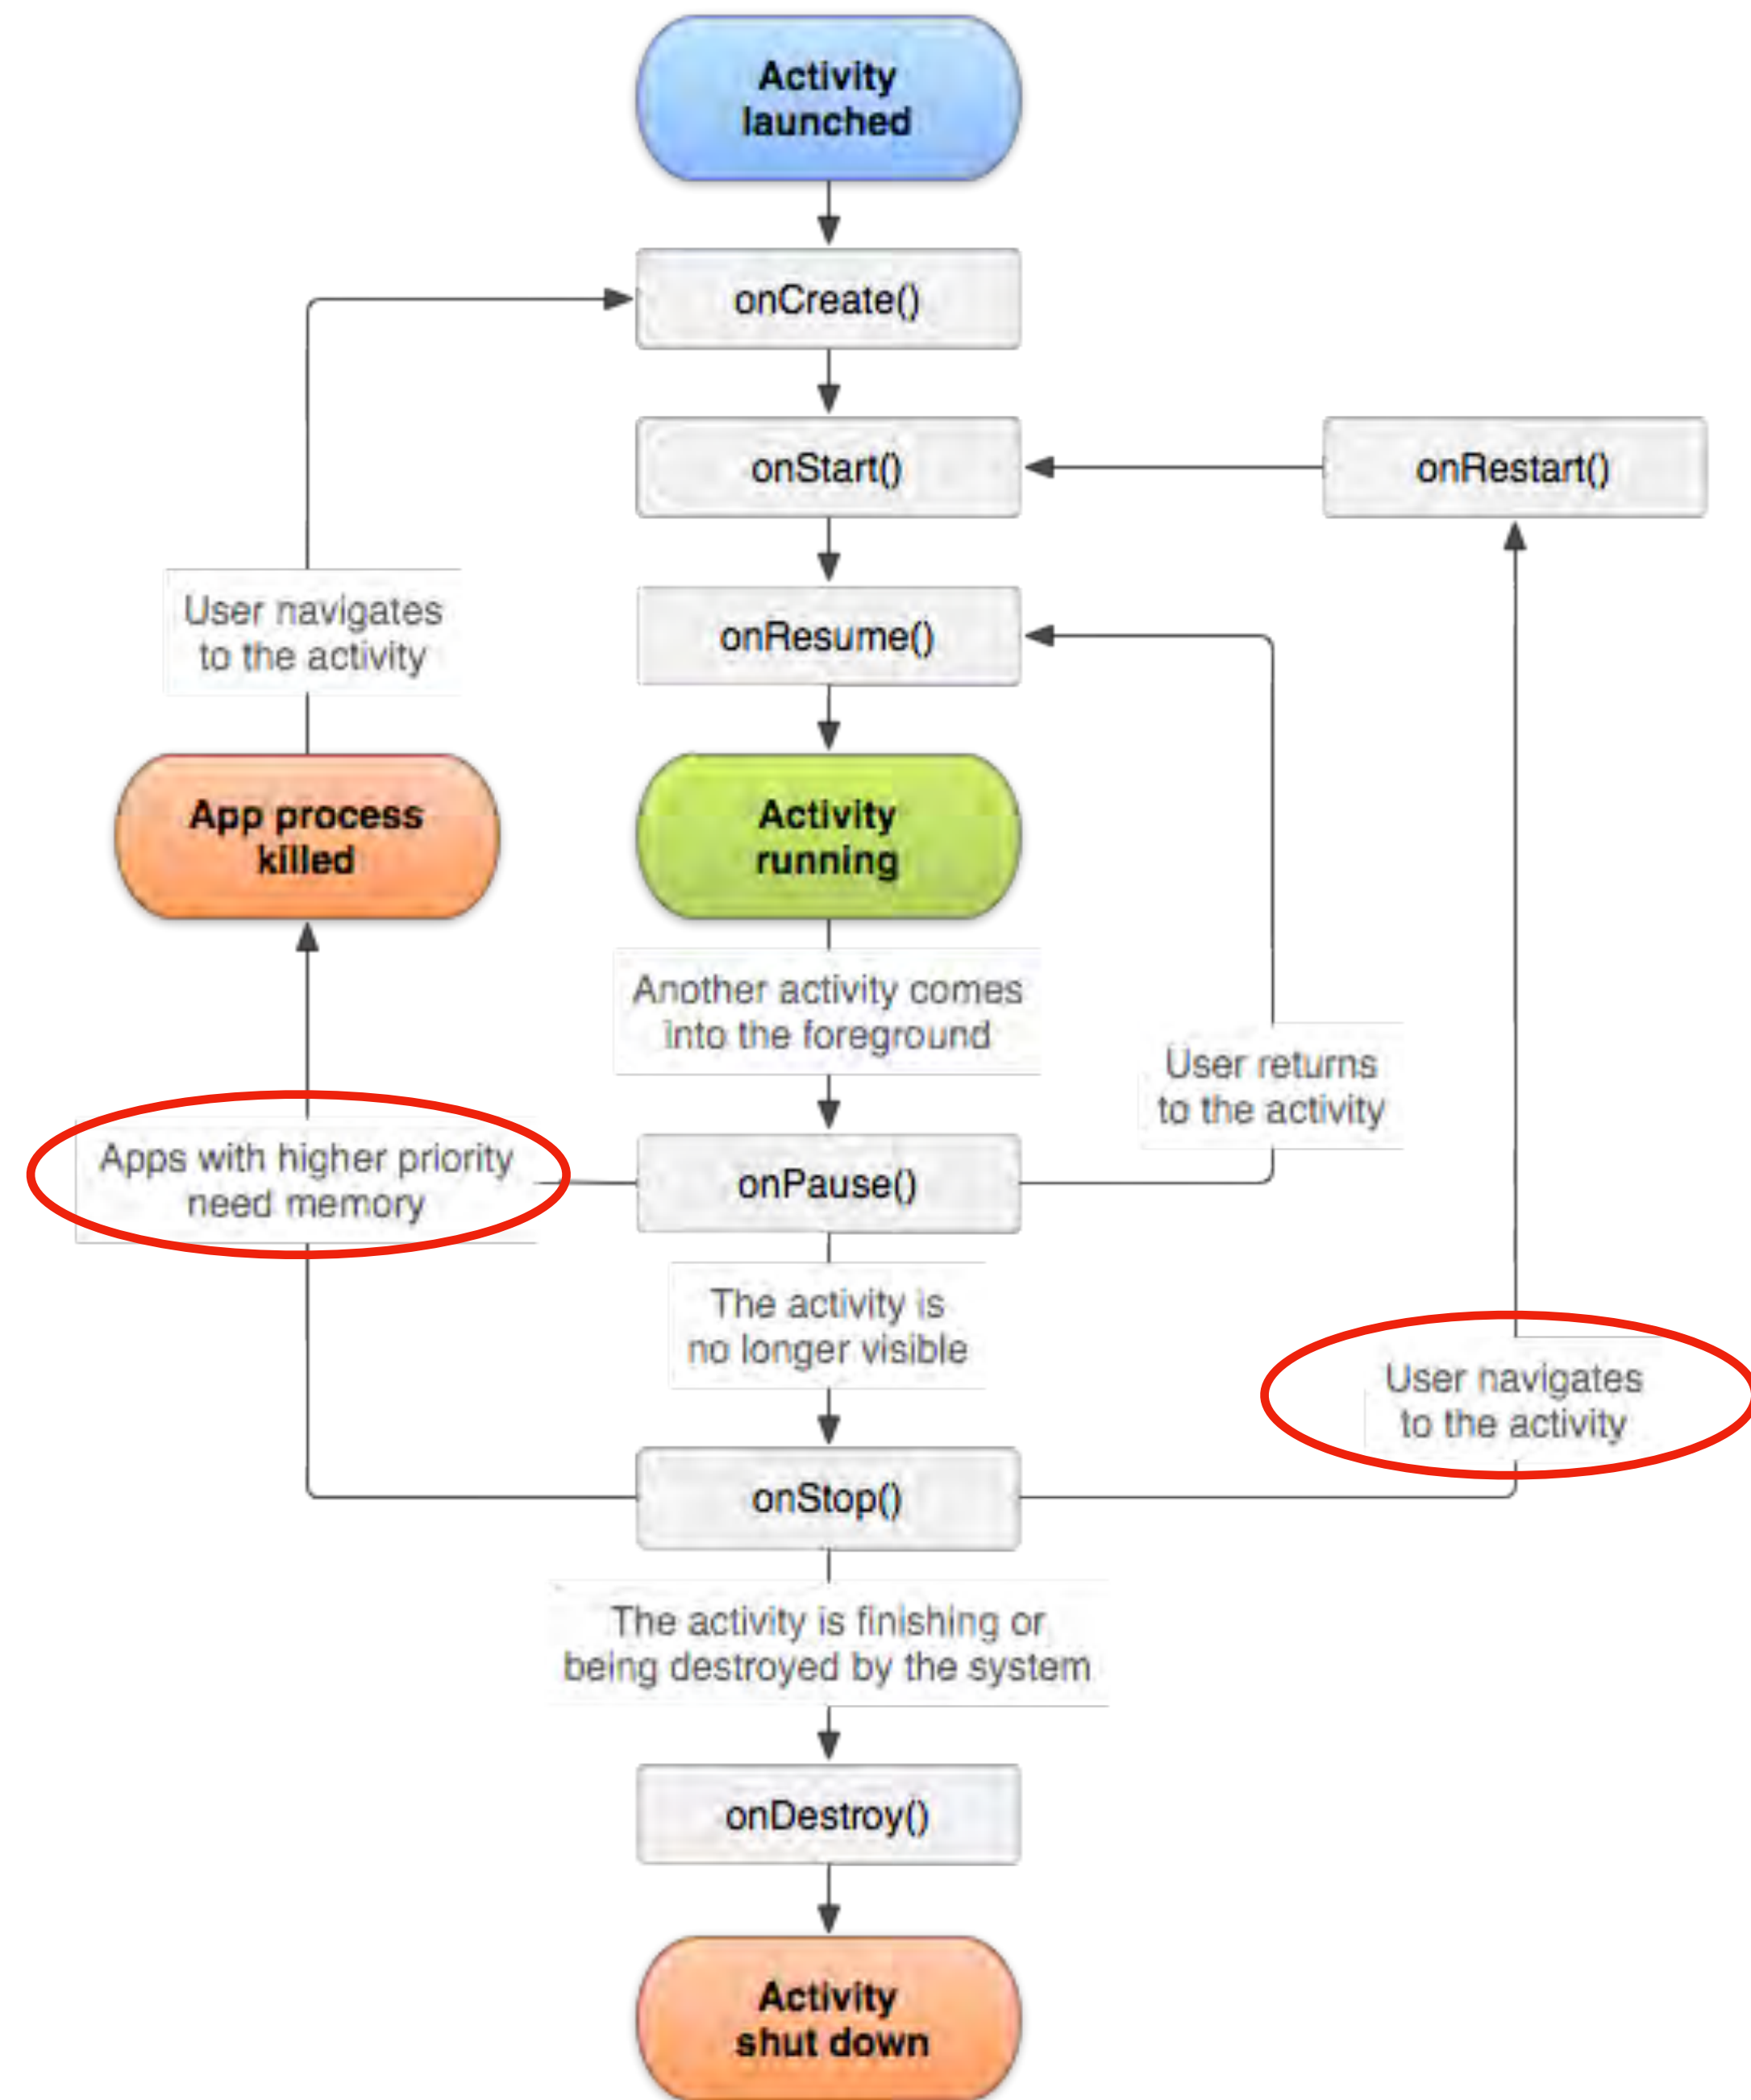 Activity
launched
onCreate()
onStart()
onRestart()
User navigates
to the activity
onResume()
App process
killed
Activity
running
Another activity comes
into the foreground
User returns
to the activity
Apps with higher priority
need memory
onPause()
The activity is
no longer visible
User navigates
to the activity
onStop()
The activity is finishing or
being destroyed by the system
onDestroy()
Activity
shut down